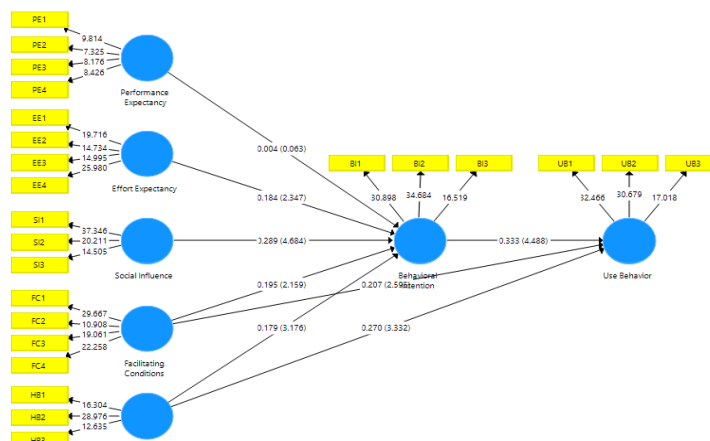 PE1
PE2
PE3
PE4
9.814
7.325
8.176
8.426
Performance
Expectancy
0.004 (0.063)
EE1
EE2
EE3
EE4
19.716
14.734
14.995
25.980
Effort Expectancy
0.184 (2.347)
BI1
BI2
BI3
30.898
34.684
16.519
UB1
UB2
UB3
32.466
30.679
17.018
SI1
SI2
SI3
37.346
20.211
14.505
Social Influence
0.289 (4.684)
Behavioral
0.333 (4.488)
Use Behavior
FC1
FC2
FC3
FC4
29.667
10.908
19.061
22.258
Facilitating
Conditions
0.195 (2.159)
0.207
HB1
HB2
HB3
16.304
28.976
12.635
0.179 (3.176)
0.270 (3.332)